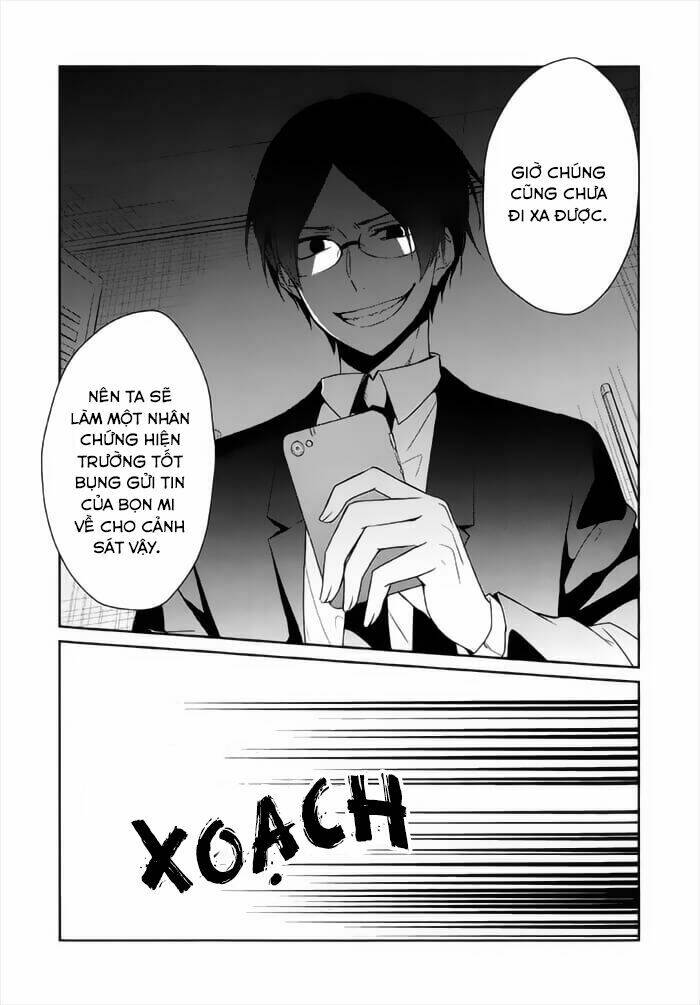 GIỜ CHÚNG
CŨNG CHƯA
ĐI XA ĐƯỢC.
NÊN TA SẼ
LÀM MỘT NHÂN
CHỨNG HIỆN
TRƯỜNG TỐT
BỤNG GỬI TIN
CỦA BỌN MI
VỀ CHO CẢNH
SÁT VẬY.
XOẠCH